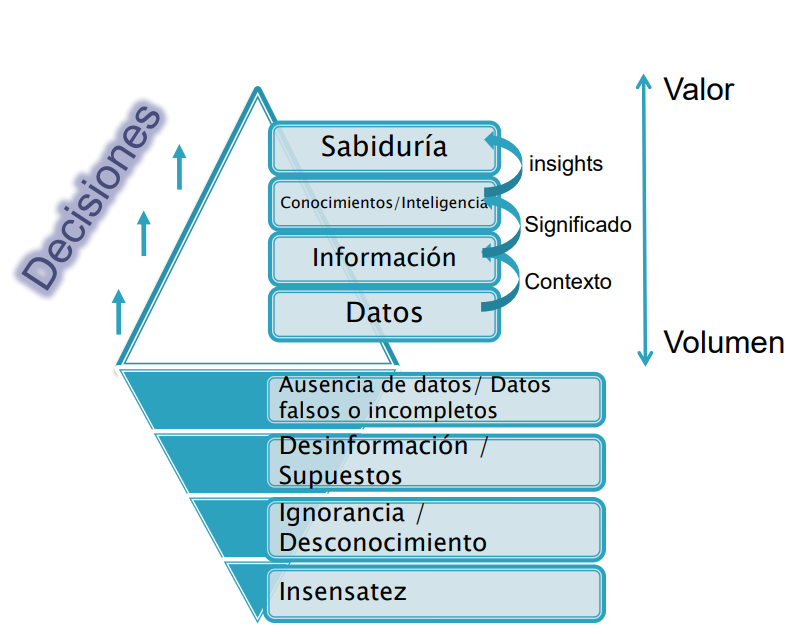 Decisiones
Valor
Sabiduría
insights
Conocimientos/Inteligencia
Significado
Información
Contexto
Datos
Volumen
Ausencia de datos/ Datos
falsos o incompletos
Desinformación /
Supuestos
Ignorancia /
Desconocimiento
Insensatez